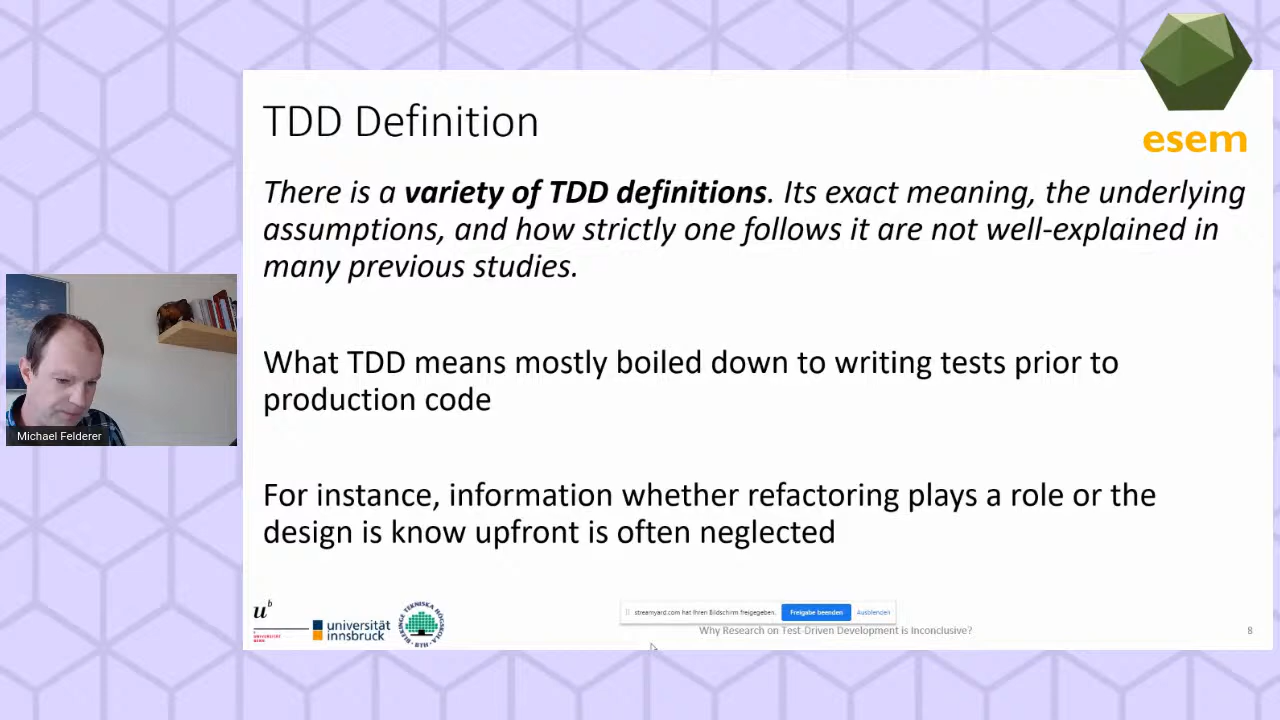 esem
TDD Definition
There is a variety of TDD definitions. Its exact meaning, the underlying
assumptions, and how strictly one follows it are not well-explained in
many previous studies.
What TDD means mostly boiled down to writing tests prior to
production code
Michael Felderer
For instance, information whether refactoring plays a role or the
design is know upfront is often neglected
u
b
universität
innsbruck
BTH
streamyard.com hat Ihren Bildschirm freigegeben.
Freigabe beenden
Ausblenden
Why Research on Test-Driven Development is Inconclusive?
8